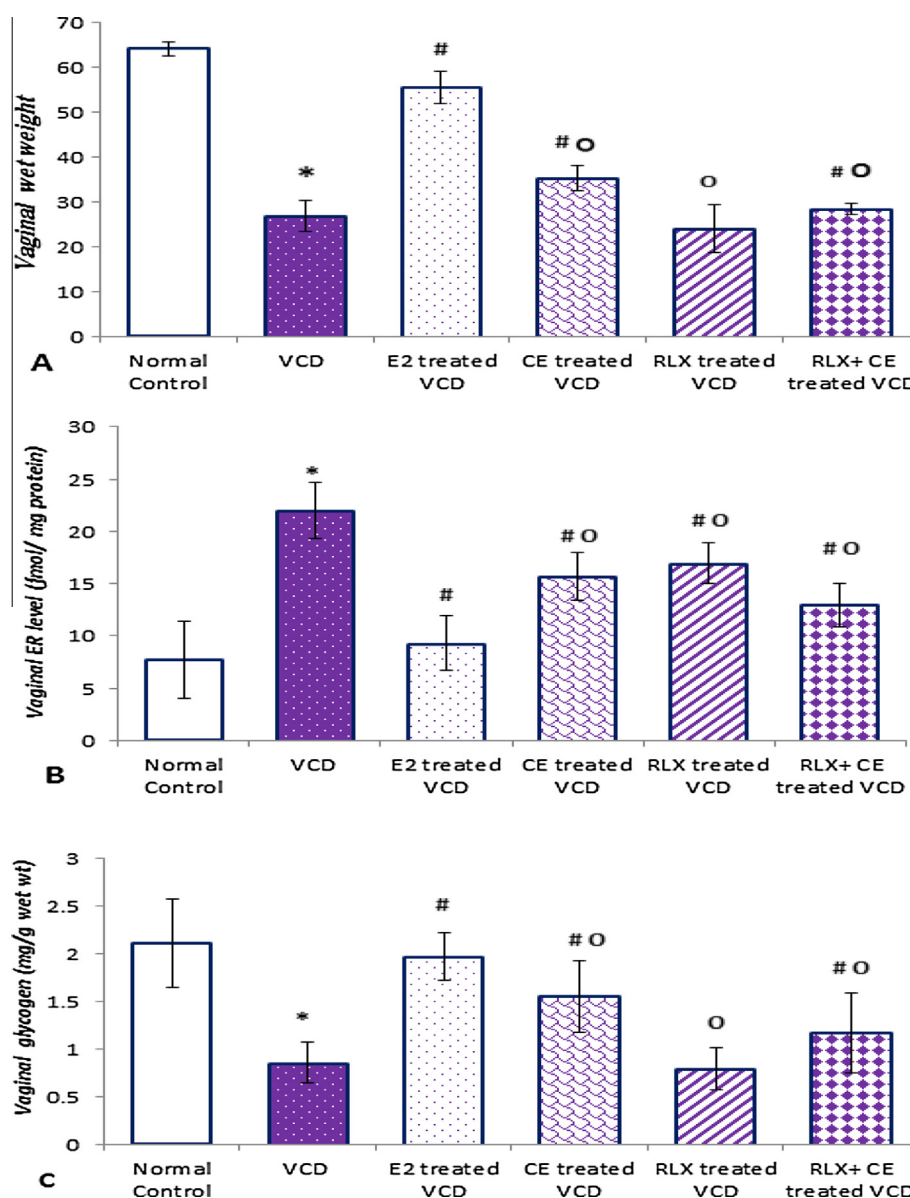 70
60
50
40
30
20
10
0
Vaginal wet weight
*
#
# O
O
# O
Normal Control
VCD
E2 treated VCD
CE treated VCD
RLX treated VCD
RLX+ CE treated VCD
A
30
25
20
15
10
5
0
Vaginal ER level (fmol/ mg protein)
*
#
# O
# O
# O
Normal Control
VCD
E2 treated VCD
CE treated VCD
RLX treated VCD
RLX+ CE treated VCD
B
3
2.5
2
1.5
1
0.5
0
Vaginal glycogen (mg/g wet wt)
*
#
# O
O
# O
Normal Control
VCD
E2 treated VCD
CE treated VCD
RLX treated VCD
RLX+ CE treated VCD
C